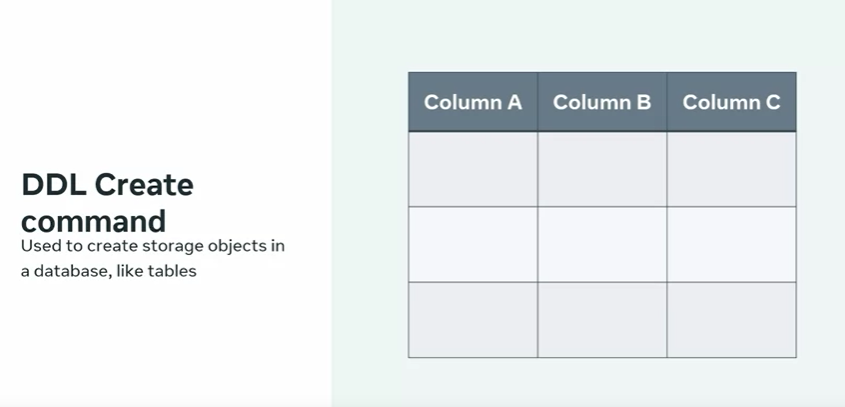 DDL Create
command
Used to create storage objects in
a database, like tables
Column A Column B Column C